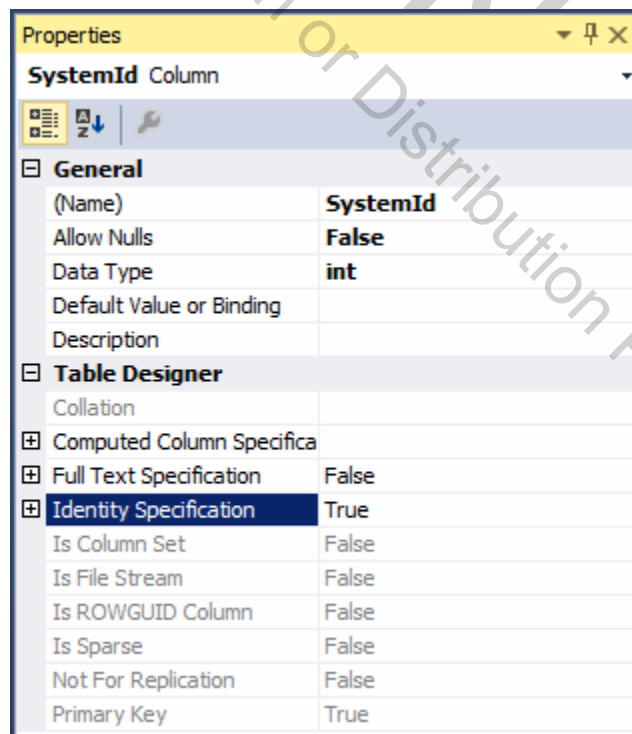 Properties
SystemId Column
General
(Name) SystemId
Allow Nulls False
Data Type int
Default Value or Binding
Description
Table Designer
Collation
Computed Column Specifica
Full Text Specification False
Identity Specification True
Is Column Set False
Is File Stream False
Is ROWGUID Column False
Is Sparse False
Not For Replication False
Primary Key True
or Distribution